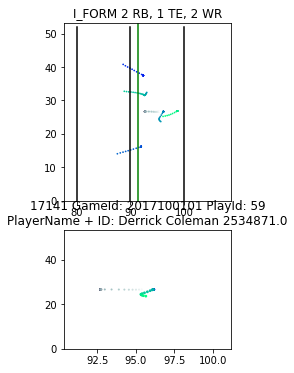 I_FORM 2 RB, 1 TE, 2 WR
50
40
30
20
10
0
80 90 100
17141 GameId: 2017100101 PlayId: 59
PlayerName + ID: Derrick Coleman 2534871.0
40
20
0
92.5 95.0 97.5 100.0